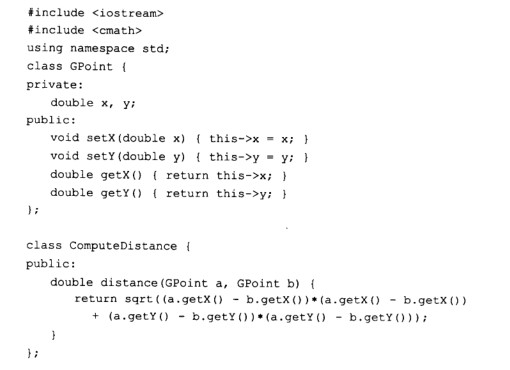 #include <iostream>
#include <cmath>
using namespace std;
class GPoint {
private:
    double x, y;
public:
    void setX(double x) { this->x = x; }
    void setY(double y) { this->y = y; }
    double getX() { return this->x; }
    double getY() { return this->y; }
};

class ComputeDistance {
public:
    double distance(GPoint a, GPoint b) {
        return sqrt((a.getX() - b.getX())*(a.getX() - b.getX())
            + (a.getY() - b.getY())*(a.getY() - b.getY()));
    }
};